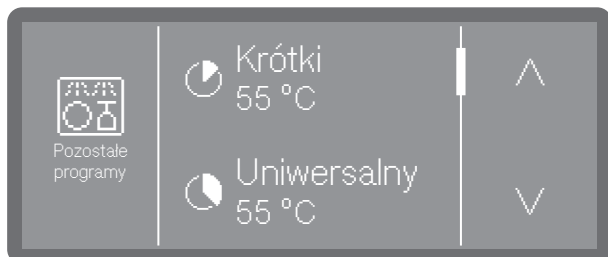 Pozostałe
programy
Krótki
55 °C
Uniwersalny
55 °C